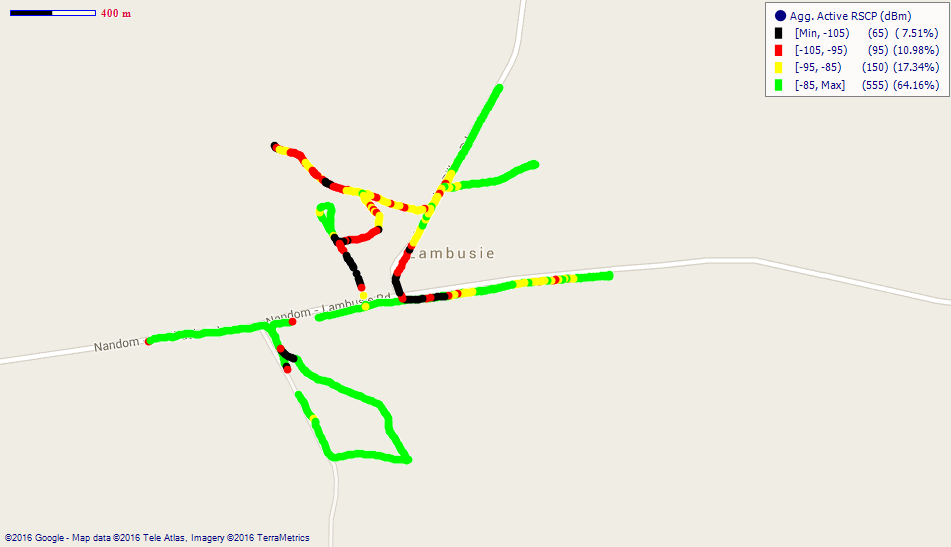 400 m
Agg. Active RSCP (dBm)
[Min, -105) (65) ( 7.51%)
[-105, -95) (95) (10.98%)
[-95, -85) (150) (17.34%)
[-85, Max] (555) (64.16%)
Lambusie
Nandom - Lambusie Rd
Nandom -
©2016 Google - Map data ©2016 Tele Atlas, Imagery ©2016 TerraMetrics